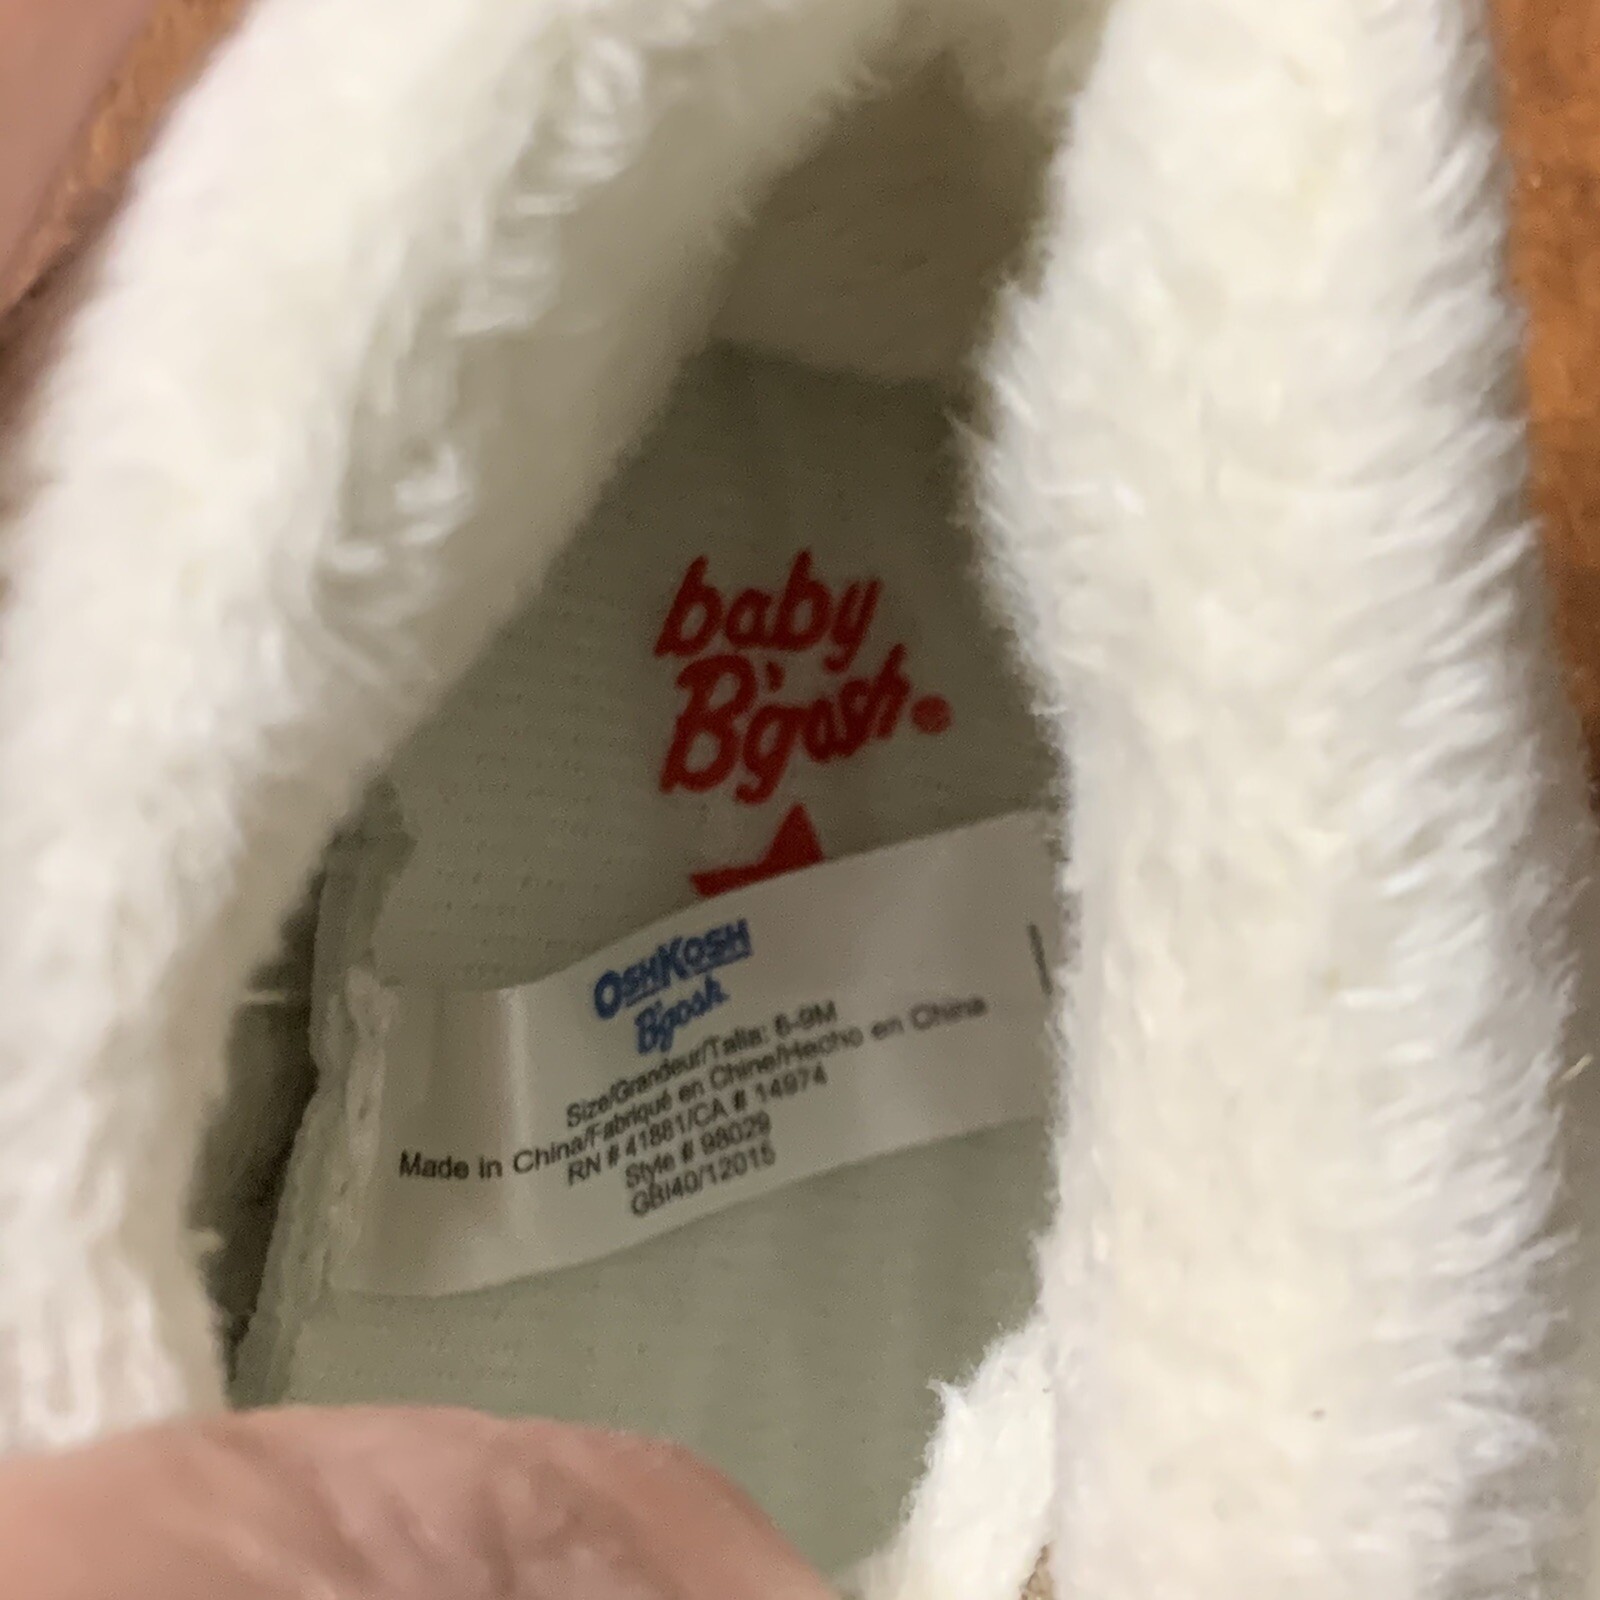 baby
B'gosh®
OSHKOSH
B'gosh
Size/Grandeur/Talla: 6-9M
Made in China/Fabriqué en Chine/Hecho en China
RN # 41881/CA # 14974
Style # 98029
GBI40/12015